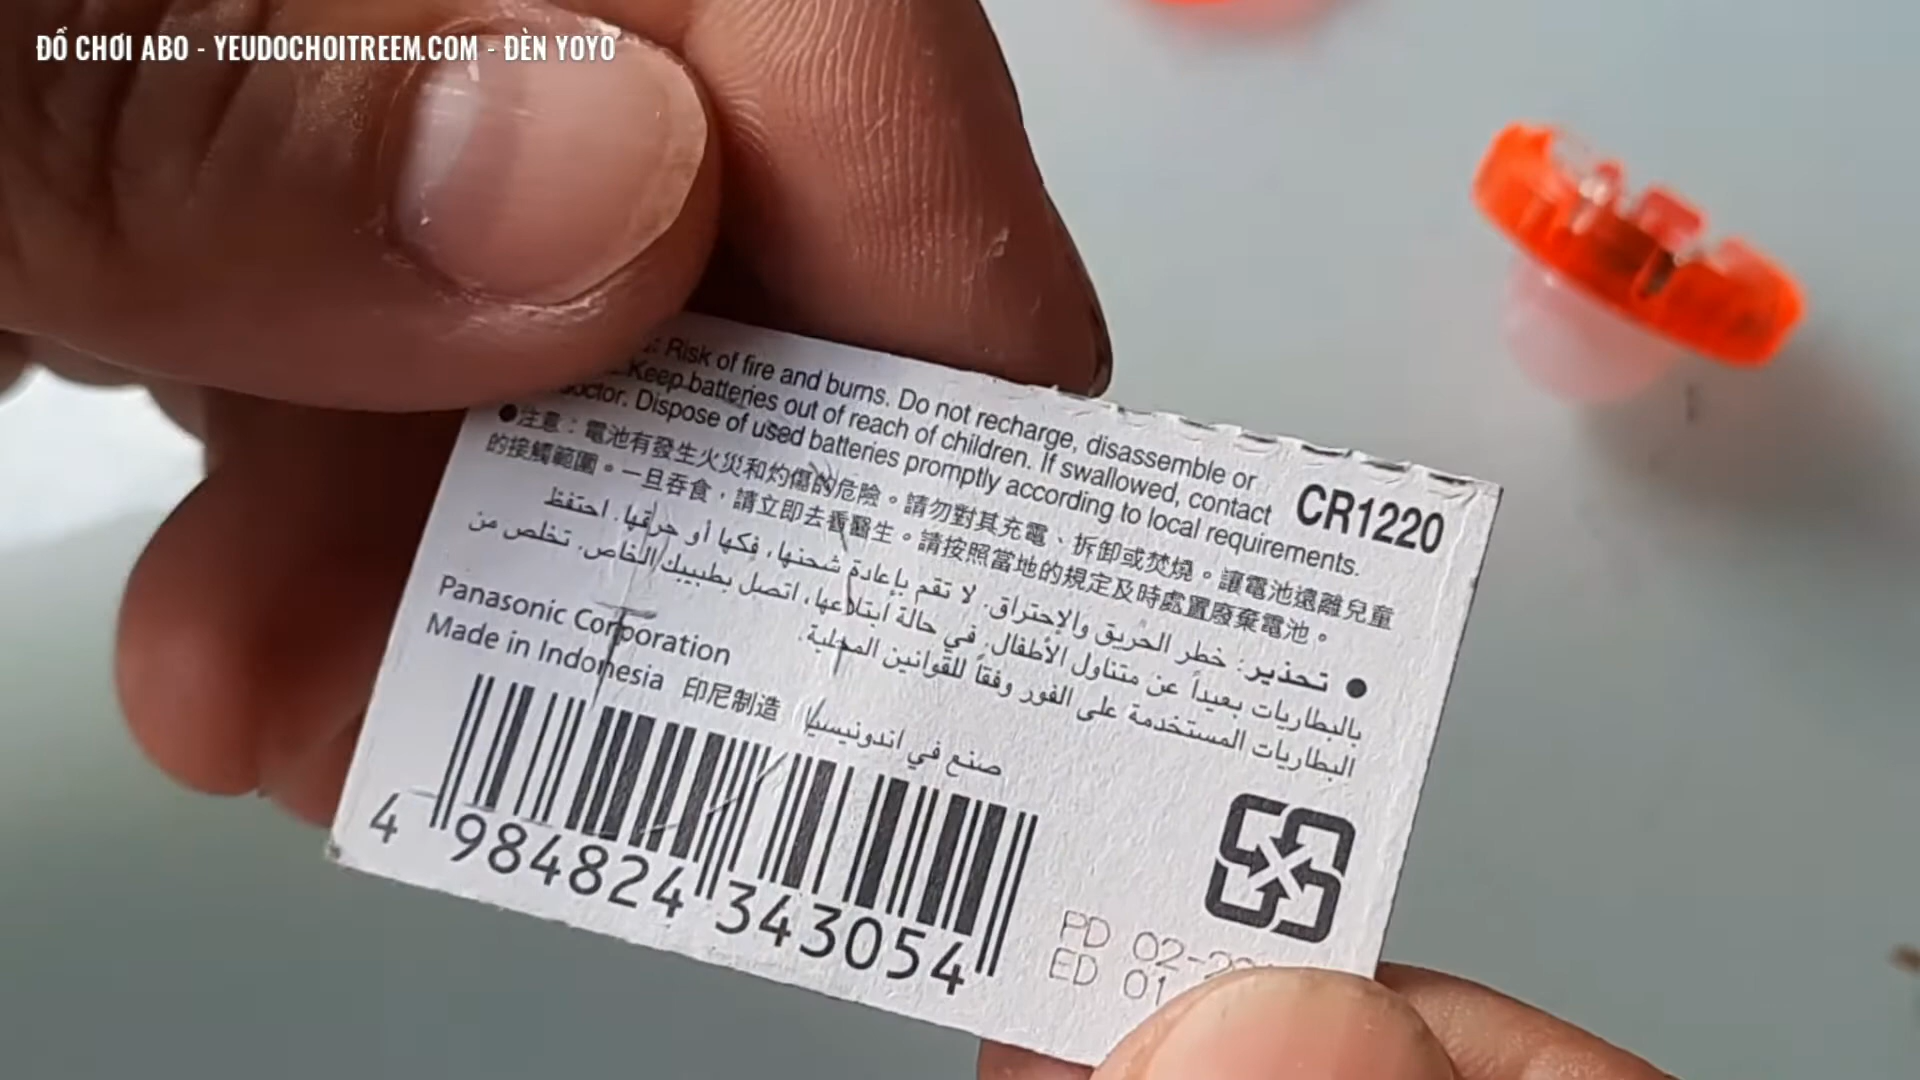 ĐỒ CHƠI ABO - YEUDOCHOITREEM.COM - ĐÈN YOYO
Risk of fire and burns. Do not recharge, disassemble or
Keep batteries out of reach of children. If swallowed, contact
doctor. Dispose of used batteries promptly according to local requirements.
CR1220
●注意：電池有發生火災和灼傷的危險。請勿對其充電、拆卸或焚燒。讓電池遠離兒童
的接觸範圍。一旦吞食，請立即去看醫生。請按照當地的規定及時處置廢棄電池。
● تحذير: خطر الحريق والإحتراق. لا تقم بإعادة شحنها، فكها أو حرقها. احتفظ
بالبطاريات بعيداً عن متناول الأطفال. في حالة ابتلاعها، اتصل بطبيبك الخاص. تخلص من
البطاريات المستخدمة على الفور وفقاً للقوانين المحلية.
Panasonic Corporation
Made in Indonesia 印尼制造 صنع في اندونيسيا
4 984824 343054
PD 02-
ED 01